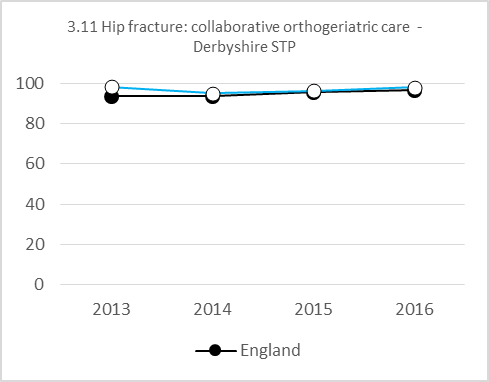 3.11 Hip fracture: collaborative orthogeriatric care -
Derbyshire STP
100
80
60
40
20
0
2013 2014 2015 2016
England